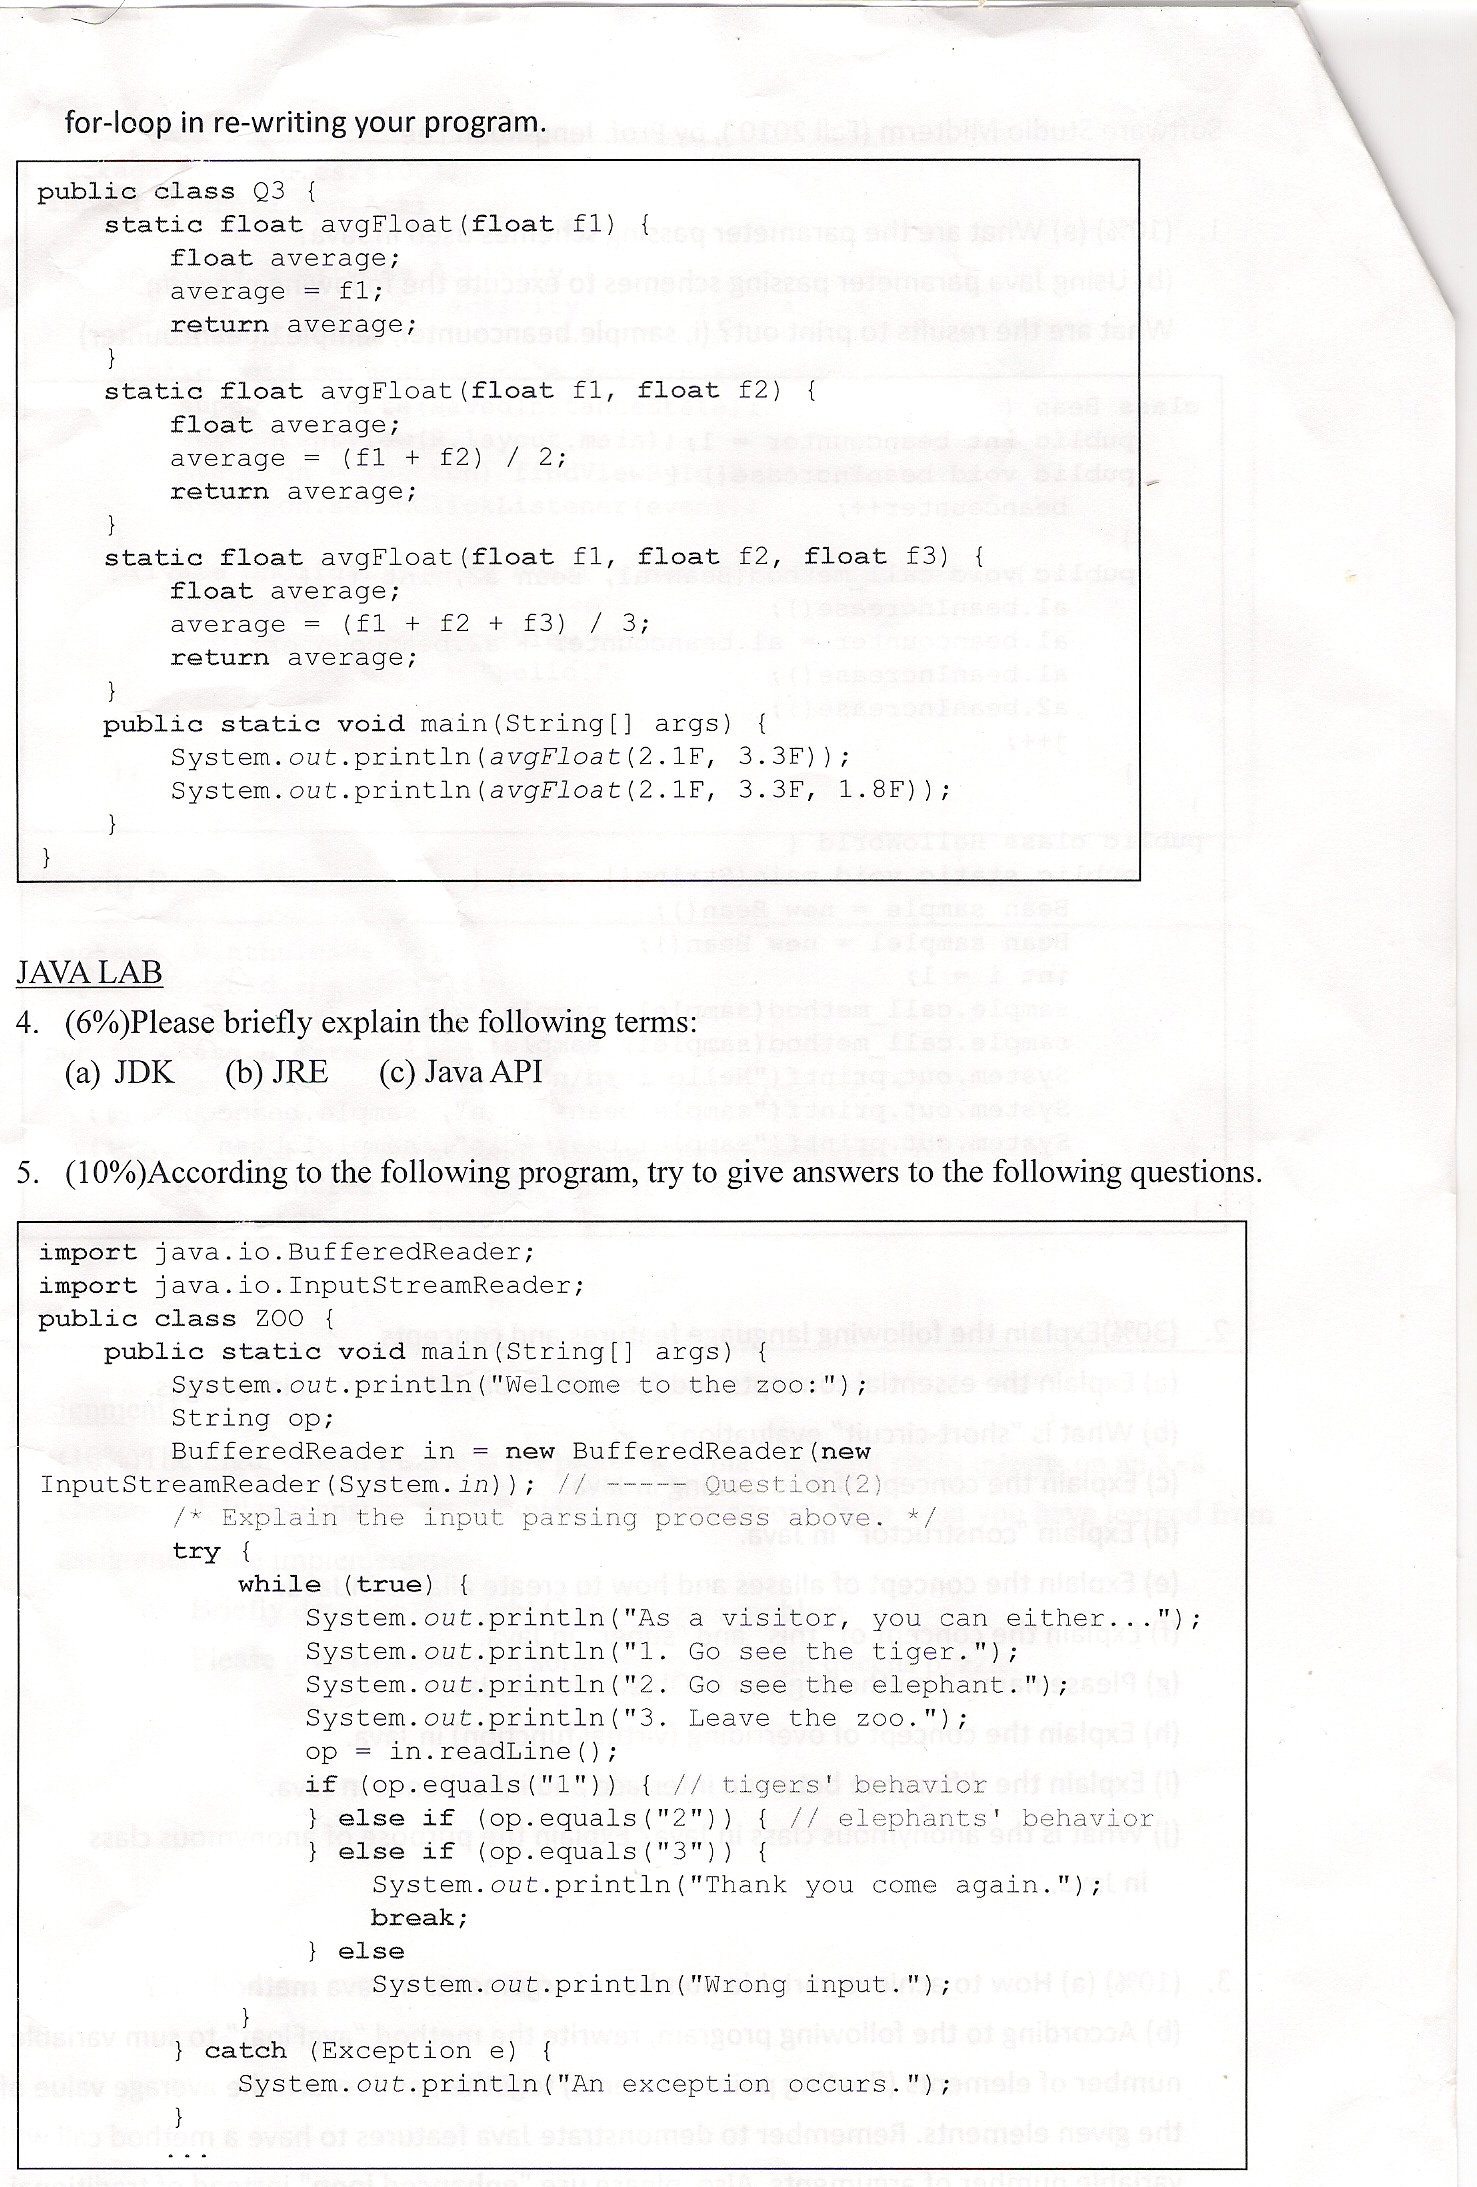 for-loop in re-writing your program.
public class Q3 {
static float avgFloat(float f1) {
float average;
average = f1;
return average;
}
static float avgFloat(float f1, float f2) {
float average;
average = (f1 + f2) / 2;
return average;
}
static float avgFloat(float f1, float f2, float f3) {
float average;
average = (f1 + f2 + f3) / 3;
return average;
}
public static void main(String[] args) {
System.out.println(avgFloat(2.1F, 3.3F));
System.out.println(avgFloat(2.1F, 3.3F, 1.8F));
}
}
JAVA LAB
4. (6%)Please briefly explain the following terms:
(a) JDK (b) JRE (c) Java API
5. (10%)According to the following program, try to give answers to the following questions.
import java.io.BufferedReader;
import java.io.InputStreamReader;
public class ZOO {
public static void main(String[] args) {
System.out.println("Welcome to the zoo:");
String op;
BufferedReader in = new BufferedReader(new
InputStreamReader(System.in)); // ----- Question(2)
/* Explain the input parsing process above. */
try {
while (true) {
System.out.println("As a visitor, you can either...");
System.out.println("1. Go see the tiger.");
System.out.println("2. Go see the elephant.");
System.out.println("3. Leave the zoo.");
op = in.readLine();
if (op.equals("1")) { // tigers' behavior
} else if (op.equals("2")) { // elephants' behavior
} else if (op.equals("3")) {
System.out.println("Thank you come again.");
break;
} else
System.out.println("Wrong input.");
}
} catch (Exception e) {
System.out.println("An exception occurs.");
}
...